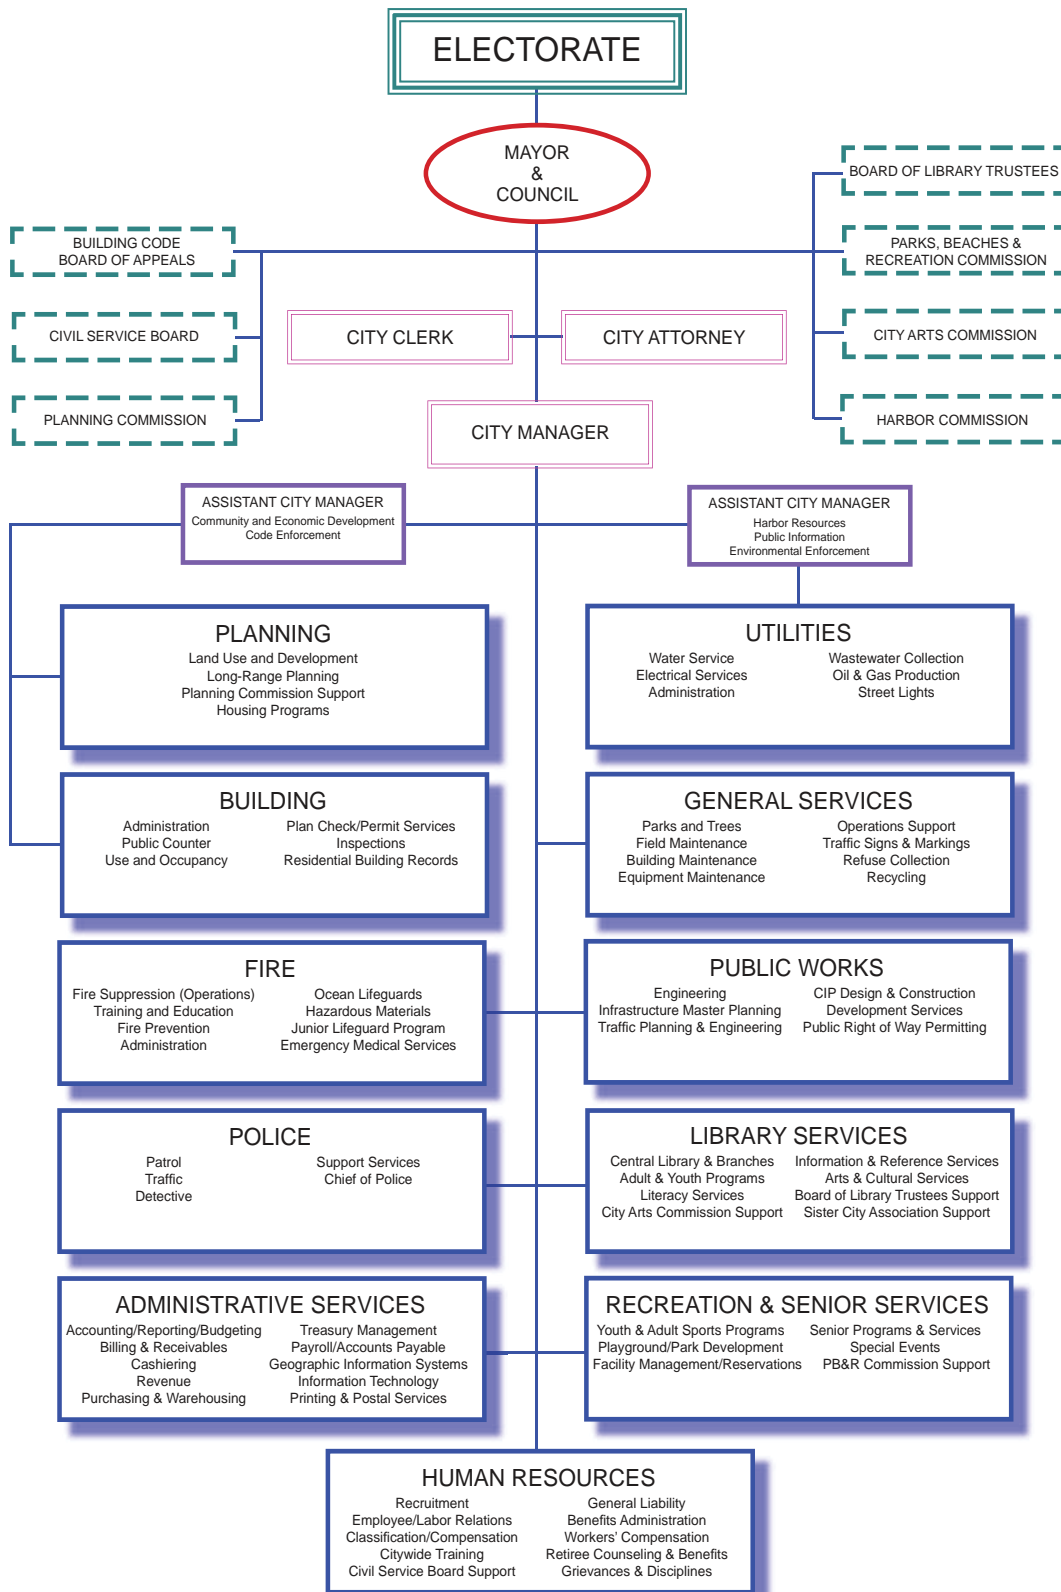 ELECTORATE
MAYOR
&
COUNCIL
BOARD OF LIBRARY TRUSTEES
BUILDING CODE
BOARD OF APPEALS
PARKS, BEACHES &
RECREATION COMMISSION
CIVIL SERVICE BOARD
CITY CLERK
CITY ATTORNEY
CITY ARTS COMMISSION
PLANNING COMMISSION
CITY MANAGER
HARBOR COMMISSION
ASSISTANT CITY MANAGER
Community and Economic Development
Code Enforcement
ASSISTANT CITY MANAGER
Harbor Resources
Public Information
Environmental Enforcement
PLANNING
Land Use and Development
Long-Range Planning
Planning Commission Support
Housing Programs
UTILITIES
Water Service
Electrical Services
Administration
Wastewater Collection
Oil & Gas Production
Street Lights
BUILDING
Administration
Public Counter
Use and Occupancy
Plan Check/Permit Services
Inspections
Residential Building Records
GENERAL SERVICES
Parks and Trees
Field Maintenance
Building Maintenance
Equipment Maintenance
Operations Support
Traffic Signs & Markings
Refuse Collection
Recycling
FIRE
Fire Suppression (Operations)
Training and Education
Fire Prevention
Administration
Ocean Lifeguards
Hazardous Materials
Junior Lifeguard Program
Emergency Medical Services
PUBLIC WORKS
Engineering
Infrastructure Master Planning
Traffic Planning & Engineering
CIP Design & Construction
Development Services
Public Right of Way Permitting
POLICE
Patrol
Traffic
Detective
Support Services
Chief of Police
LIBRARY SERVICES
Central Library & Branches
Adult & Youth Programs
Literacy Services
City Arts Commission Support
Information & Reference Services
Arts & Cultural Services
Board of Library Trustees Support
Sister City Association Support
ADMINISTRATIVE SERVICES
Accounting/Reporting/Budgeting
Billing & Receivables
Cashiering
Revenue
Purchasing & Warehousing
Treasury Management
Payroll/Accounts Payable
Geographic Information Systems
Information Technology
Printing & Postal Services
RECREATION & SENIOR SERVICES
Youth & Adult Sports Programs
Playground/Park Development
Facility Management/Reservations
Senior Programs & Services
Special Events
PB&R Commission Support
HUMAN RESOURCES
Recruitment
Employee/Labor Relations
Classification/Compensation
Citywide Training
Civil Service Board Support
General Liability
Benefits Administration
Workers' Compensation
Retiree Counseling & Benefits
Grievances & Disciplines